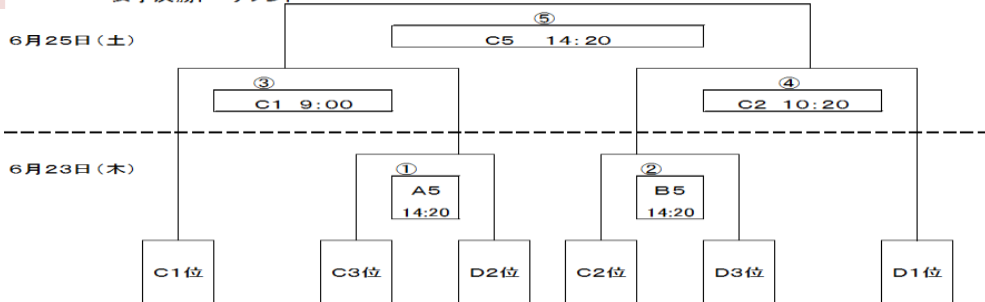 ⑤
6月25日(土)
C5 14:20
③
④
C1 9:00
C2 10:20
6月23日(木)
①
②
A5
B5
14:20
14:20
C1位
C3位
D2位
C2位
D3位
D1位